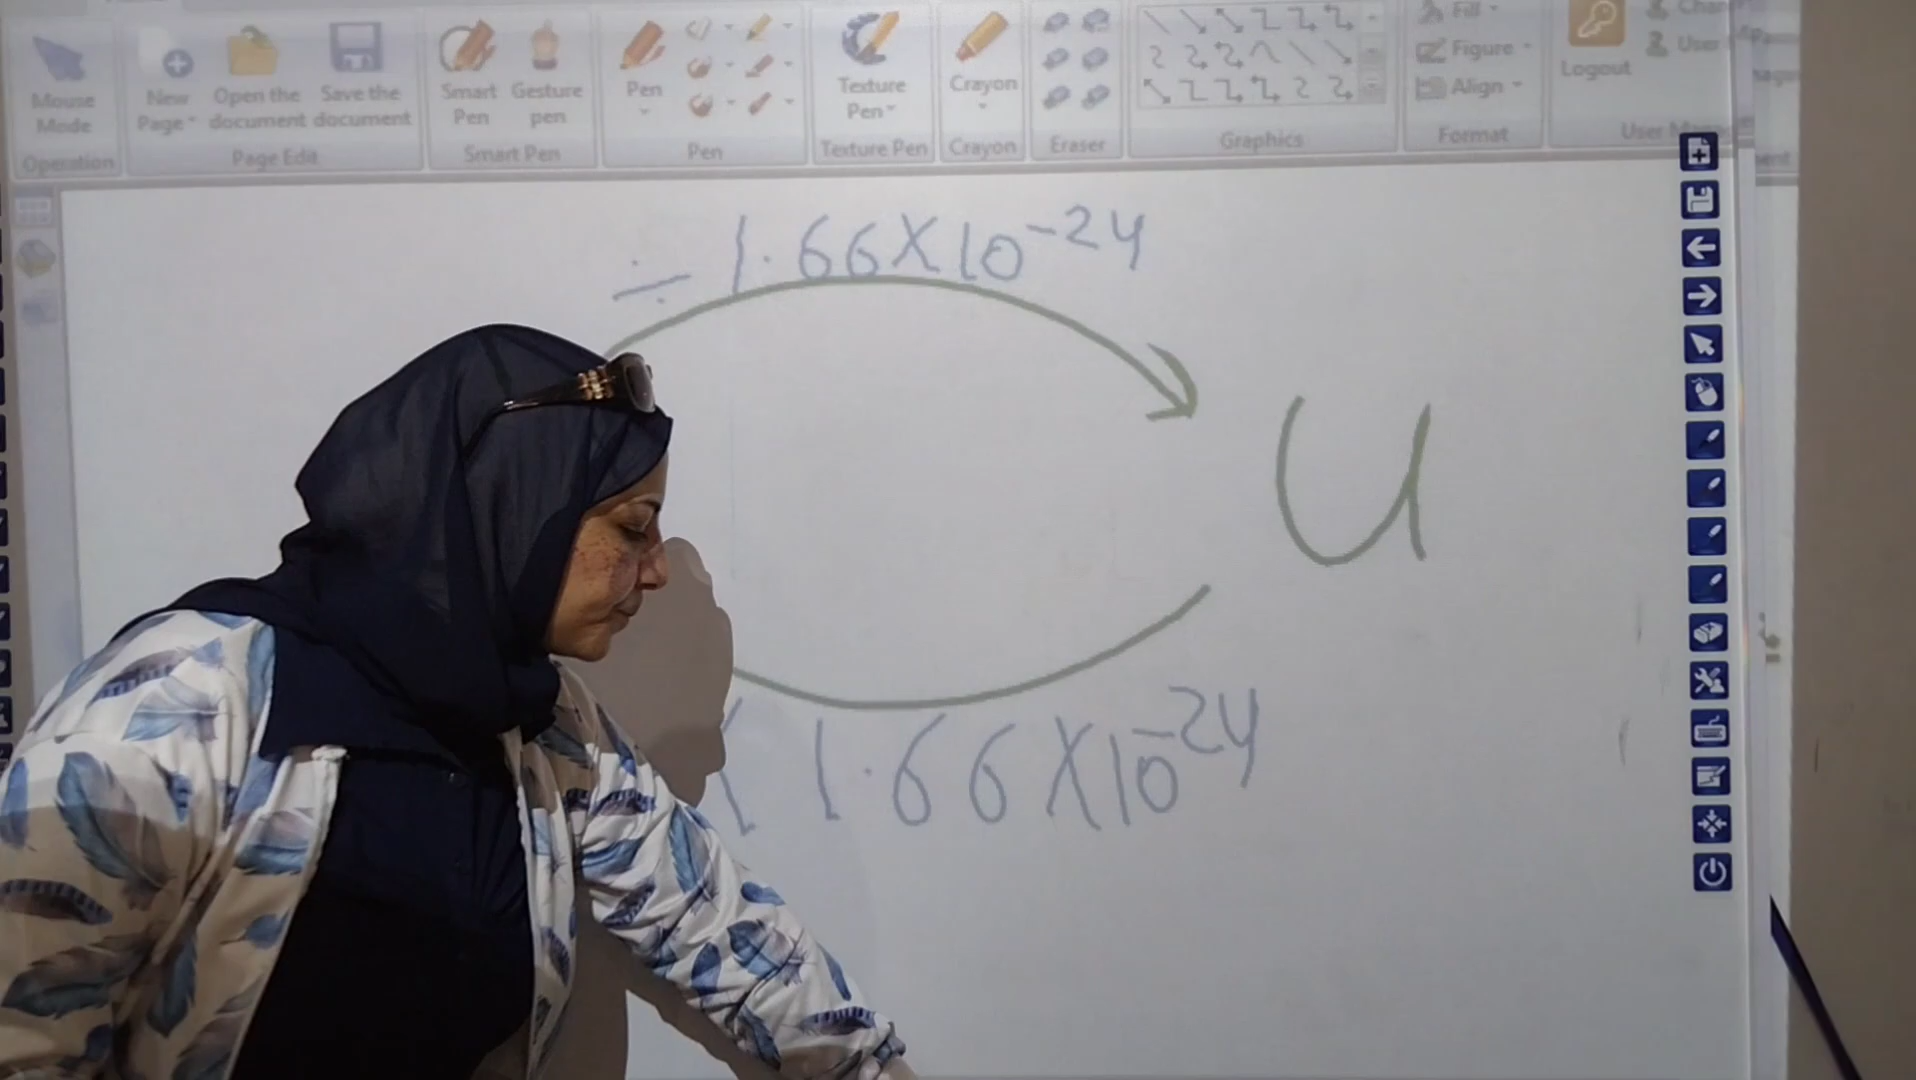 Mouse Mode
New Page
Open the document
Save the document
Smart Pen
Gesture pen
Pen
Texture Pen
Crayon
Fill
Figure
Align
Logout
User
Operation
Page Edit
Smart Pen
Pen
Texture Pen
Crayon
Eraser
Graphics
Format
÷ 1.66×10⁻²⁴
U
× 1.66×10⁻²⁴